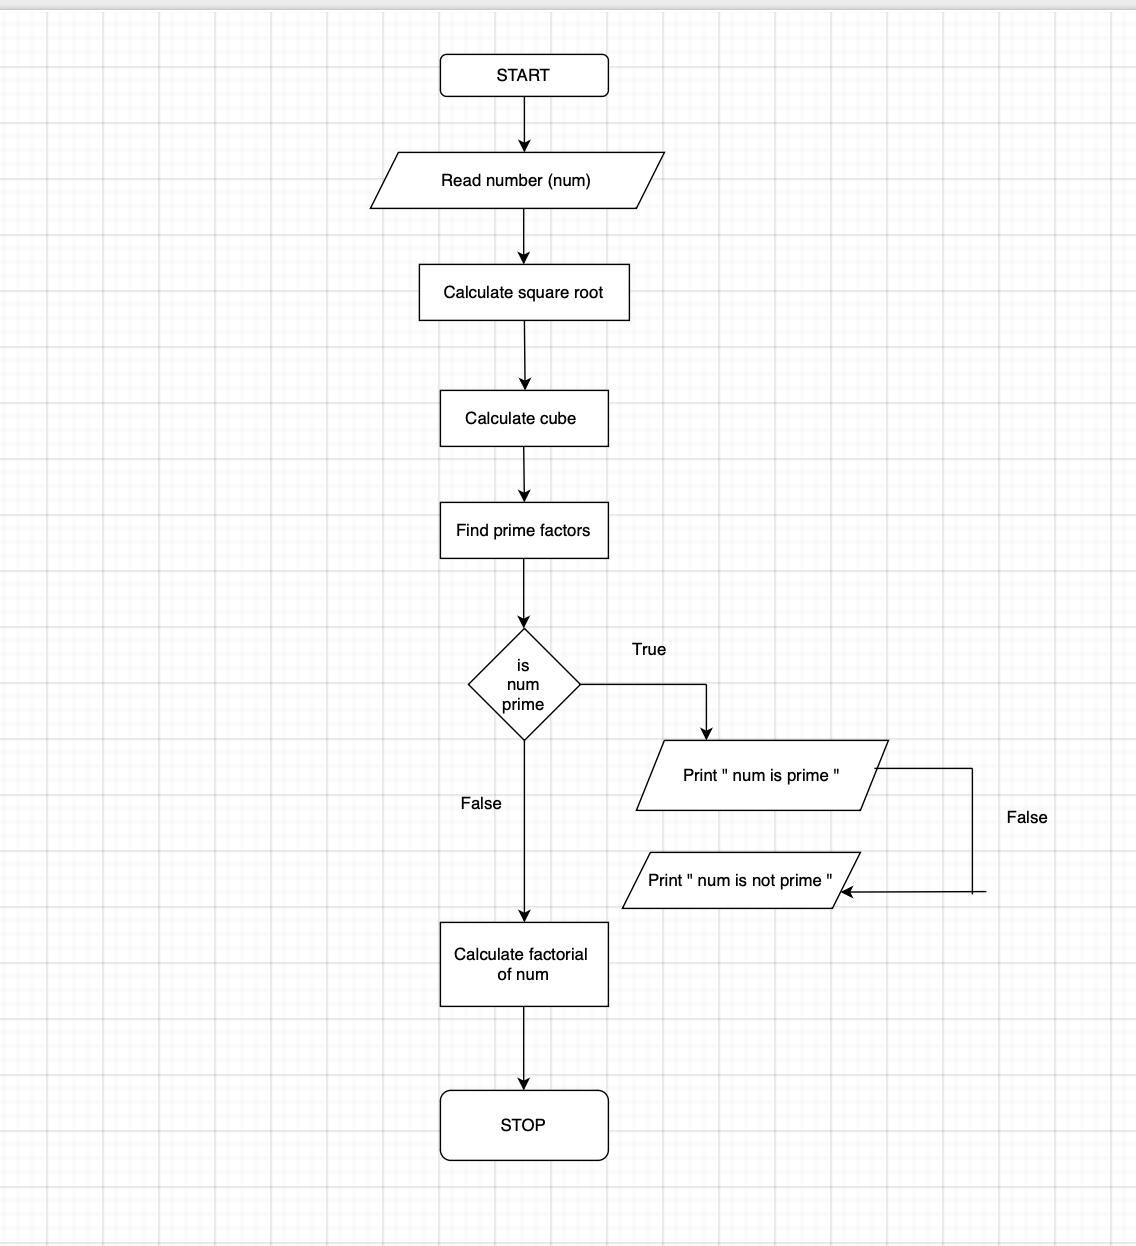 START
Read number (num)
Calculate square root
Calculate cube
Find prime factors
is
num
prime
True
Print " num is prime "
False
False
Print " num is not prime "
Calculate factorial
of num
STOP